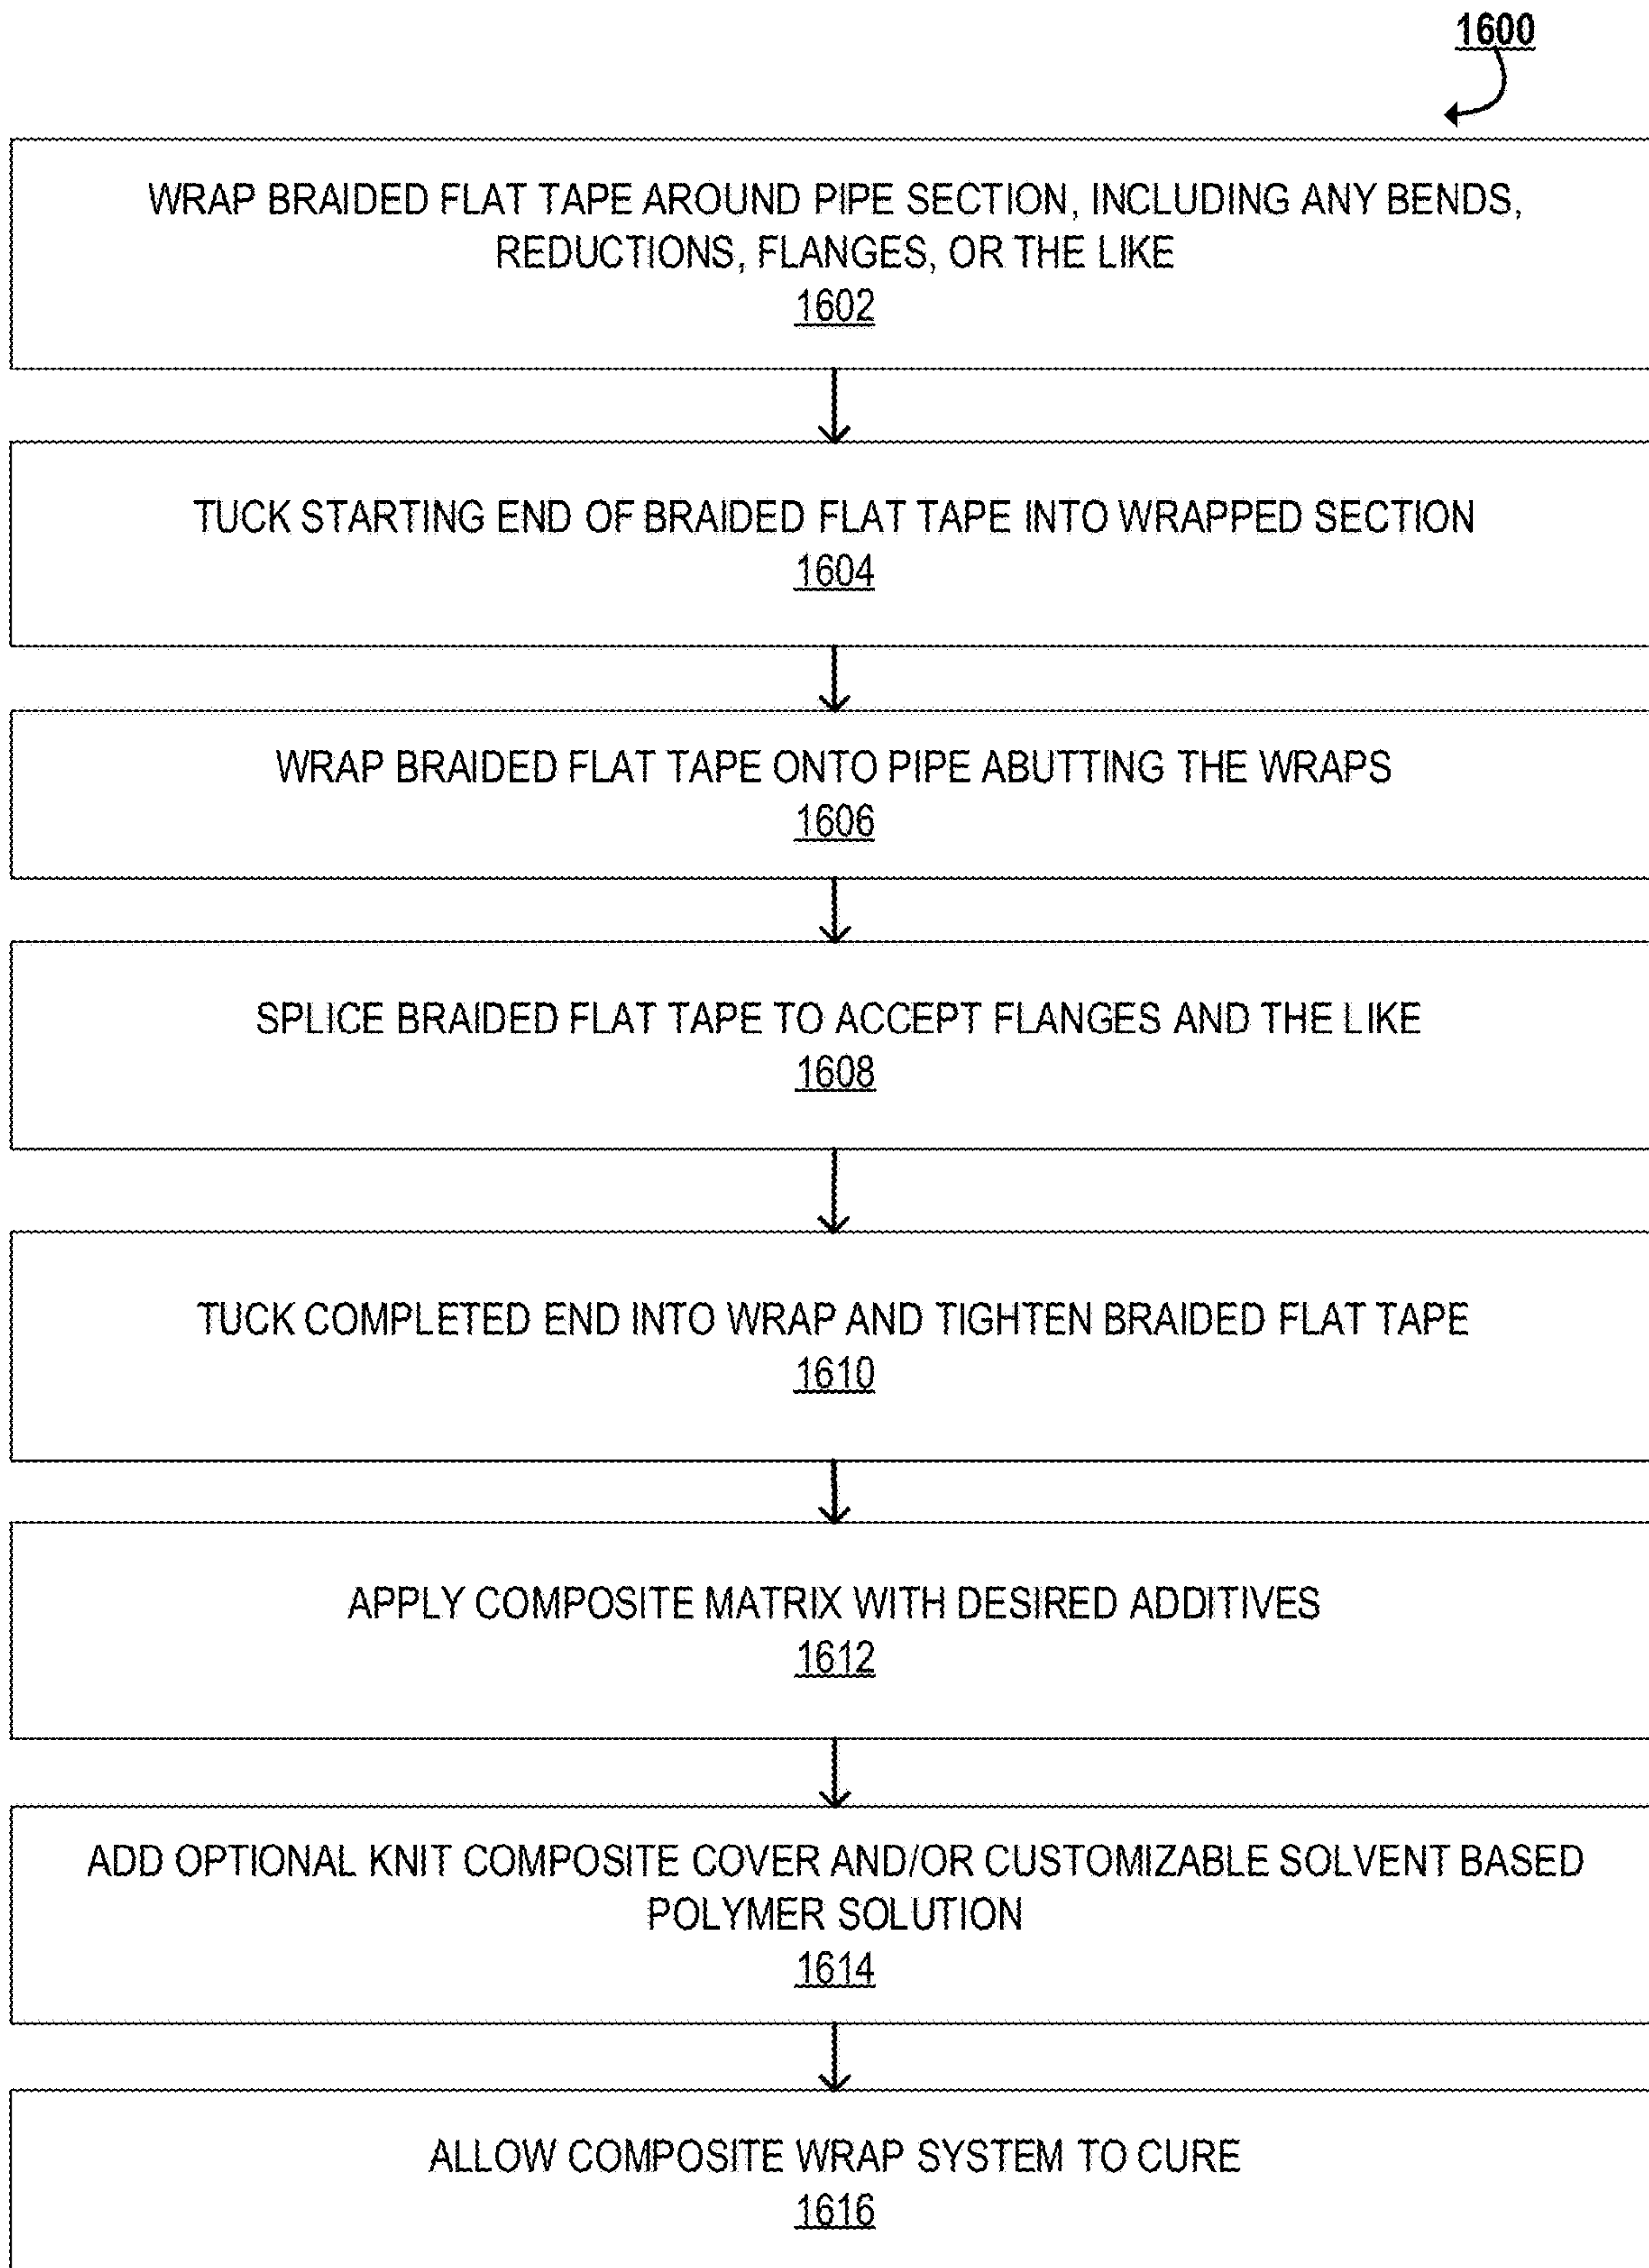 1600
WRAP BRAIDED FLAT TAPE AROUND PIPE SECTION, INCLUDING ANY BENDS,
REDUCTIONS, FLANGES, OR THE LIKE
1602
TUCK STARTING END OF BRAIDED FLAT TAPE INTO WRAPPED SECTION
1604
WRAP BRAIDED FLAT TAPE ONTO PIPE ABUTTING THE WRAPS
1606
SPLICE BRAIDED FLAT TAPE TO ACCEPT FLANGES AND THE LIKE
1608
TUCK COMPLETED END INTO WRAP AND TIGHTEN BRAIDED FLAT TAPE
1610
APPLY COMPOSITE MATRIX WITH DESIRED ADDITIVES
1612
ADD OPTIONAL KNIT COMPOSITE COVER AND/OR CUSTOMIZABLE SOLVENT BASED
POLYMER SOLUTION
1614
ALLOW COMPOSITE WRAP SYSTEM TO CURE
1616